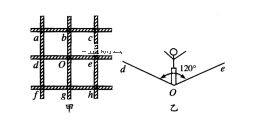 a b c
d O e
f g h
甲
d 120° e
O
乙